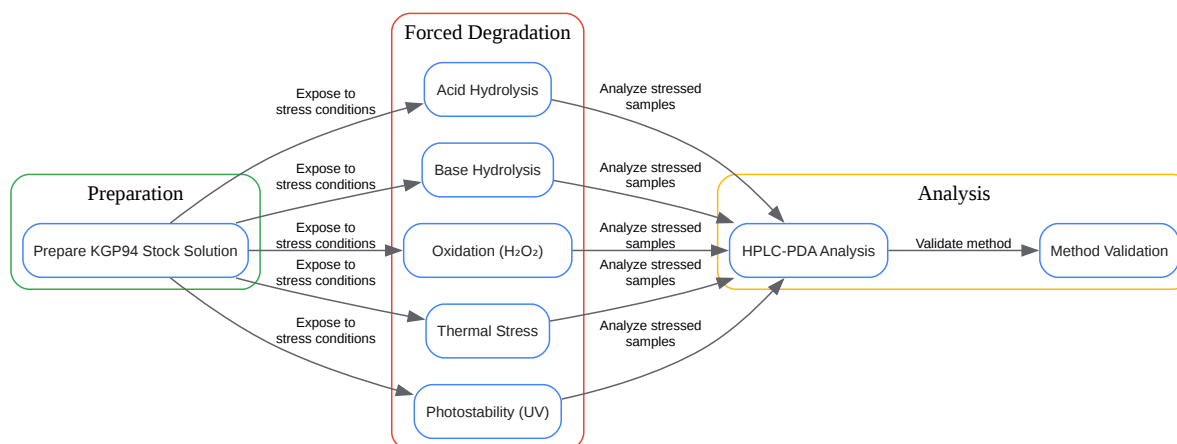 Forced Degradation
Acid Hydrolysis
Expose to
stress conditions
Analyze stressed
samples
Base Hydrolysis
Expose to
stress conditions
Analyze stressed
samples
Preparation
Analysis
Prepare KGP94 Stock Solution
Expose to
stress conditions
Oxidation (H₂O₂)
Analyze stressed
samples
HPLC-PDA Analysis
Validate method
Method Validation
Expose to
stress conditions
Thermal Stress
Analyze stressed
samples
Expose to
stress conditions
Analyze stressed
samples
Photostability (UV)